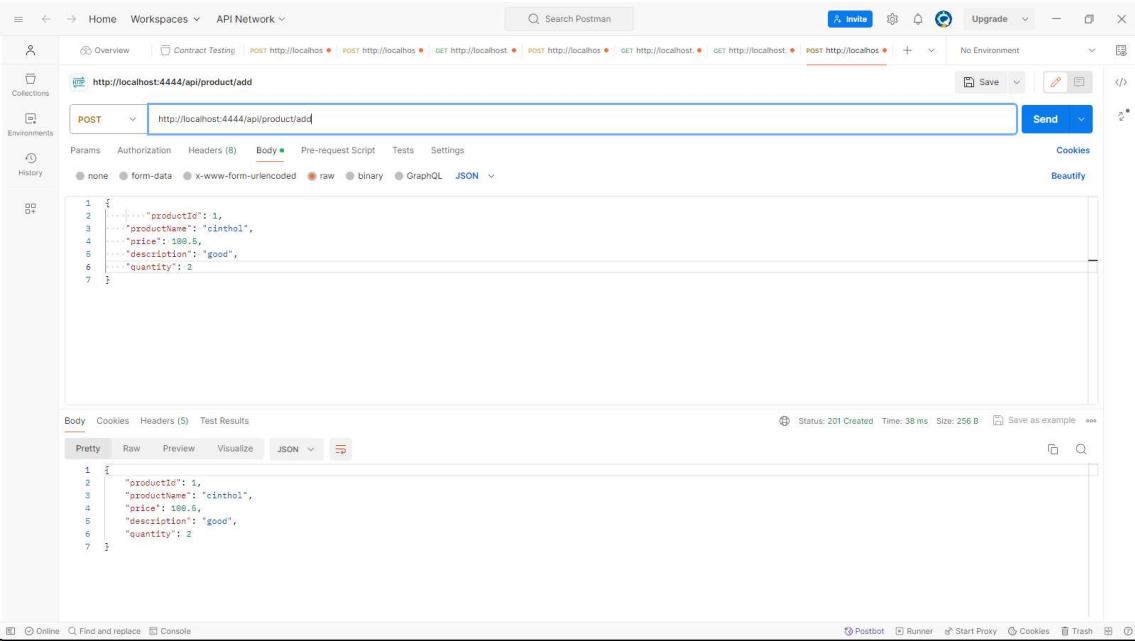 Home Workspaces API Network Search Postman Invite Upgrade
Overview Contract Testing POST http://localhos POST http://localhos GET http://localhost. POST http://localhos GET http://localhost. GET http://localhost. POST http://localhos No Environment
http://localhost:4444/api/product/add Save
POST http://localhost:4444/api/product/add Send
Params Authorization Headers (8) Body Pre-request Script Tests Settings Cookies
none form-data x-www-form-urlencoded raw binary GraphQL JSON Beautify
Collections
Environments
History
1 {
2 "productId": 1,
3 "productName": "cinthol",
4 "price": 100.5,
5 "description": "good",
6 "quantity": 2
7 }
Body Cookies Headers (5) Test Results Status: 201 Created Time: 38 ms Size: 256 B Save as example
Pretty Raw Preview Visualize JSON
1 {
2 "productId": 1,
3 "productName": "cinthol",
4 "price": 100.5,
5 "description": "good",
6 "quantity": 2
7 }
Online Find and replace Console Postbot Runner Start Proxy Cookies Trash